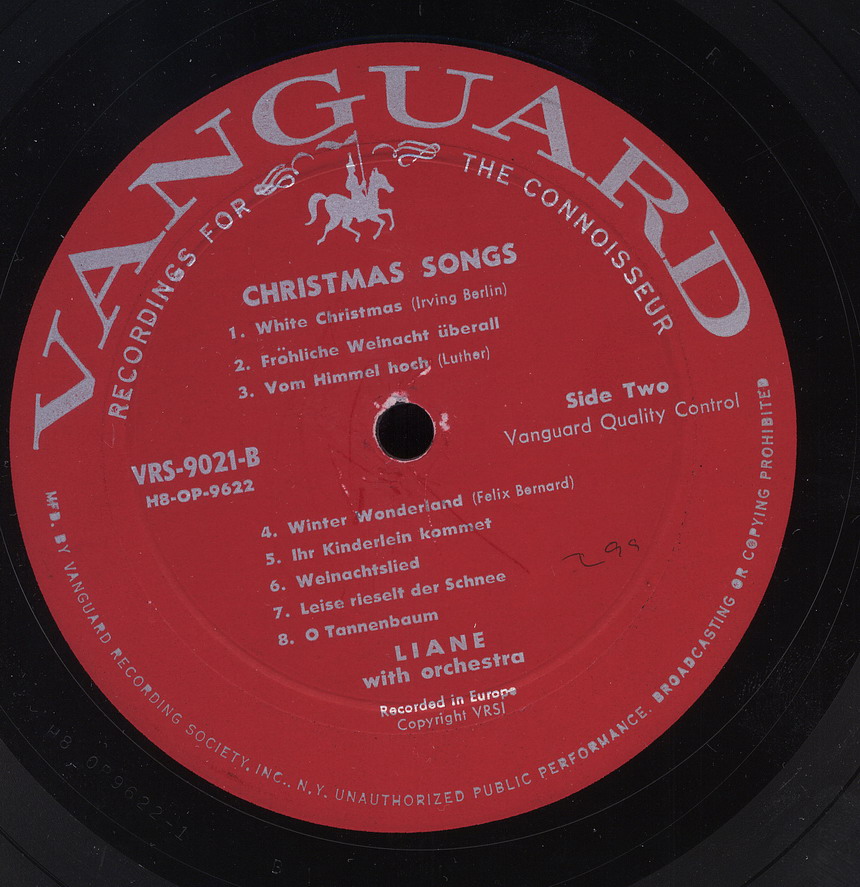 VANGUARD
RECORDINGS FOR THE CONNOISSEUR
CHRISTMAS SONGS
1. White Christmas (Irving Berlin)
2. Fröhliche Weinacht überall
3. Vom Himmel hoch (Luther)
Side Two
Vanguard Quality Control
VRS-9021-B
H8-OP-9622
4. Winter Wonderland (Felix Bernard)
5. Ihr Kinderlein kommet
6. Weinachtslied
7. Leise rieselt der Schnee
8. O Tannenbaum
LIANE
with orchestra
Recorded in Europe
Copyright VRSI
MFD. BY VANGUARD RECORDING SOCIETY, INC., N.Y. UNAUTHORIZED PUBLIC PERFORMANCE, BROADCASTING OR COPYING PROHIBITED
H8 OP9622-1